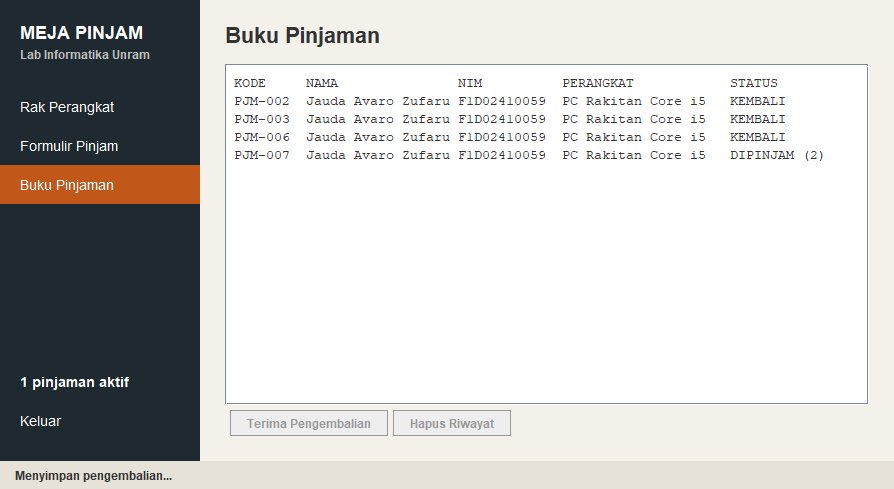 MEJA PINJAM
Lab Informatika Unram
Rak Perangkat
Formulir Pinjam
Buku Pinjaman
1 pinjaman aktif
Keluar
Buku Pinjaman
KODE NAMA NIM PERANGKAT STATUS
PJM-002 Jauda Avaro Zufaru F1D02410059 PC Rakitan Core i5 KEMBALI
PJM-003 Jauda Avaro Zufaru F1D02410059 PC Rakitan Core i5 KEMBALI
PJM-006 Jauda Avaro Zufaru F1D02410059 PC Rakitan Core i5 KEMBALI
PJM-007 Jauda Avaro Zufaru F1D02410059 PC Rakitan Core i5 DIPINJAM (2)
Terima Pengembalian Hapus Riwayat
Menyimpan pengembalian...